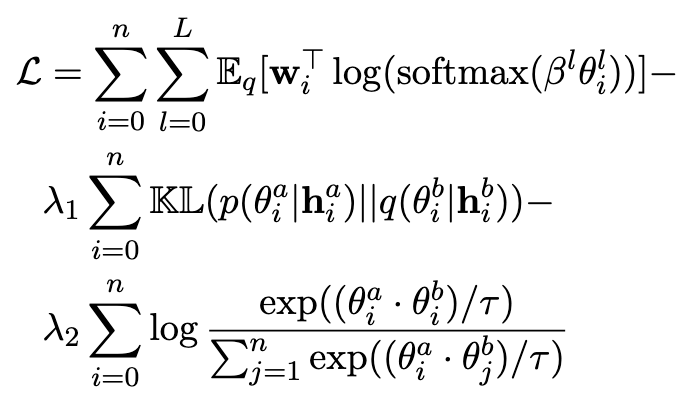 \mathcal{L} = \sum_{i=0}^{n} \sum_{l=0}^{L} \mathbb{E}_q[\mathbf{w}_i^\top \log(\text{softmax}(\beta^l \theta_i^l))] -
\lambda_1 \sum_{i=0}^{n} \mathbb{KL}(p(\theta_i^a | \mathbf{h}_i^a) || q(\theta_i^b | \mathbf{h}_i^b)) -
\lambda_2 \sum_{i=0}^{n} \log \frac{\exp((\theta_i^a \cdot \theta_i^b)/\tau)}{\sum_{j=1}^{n} \exp((\theta_i^a \cdot \theta_j^b)/\tau)}